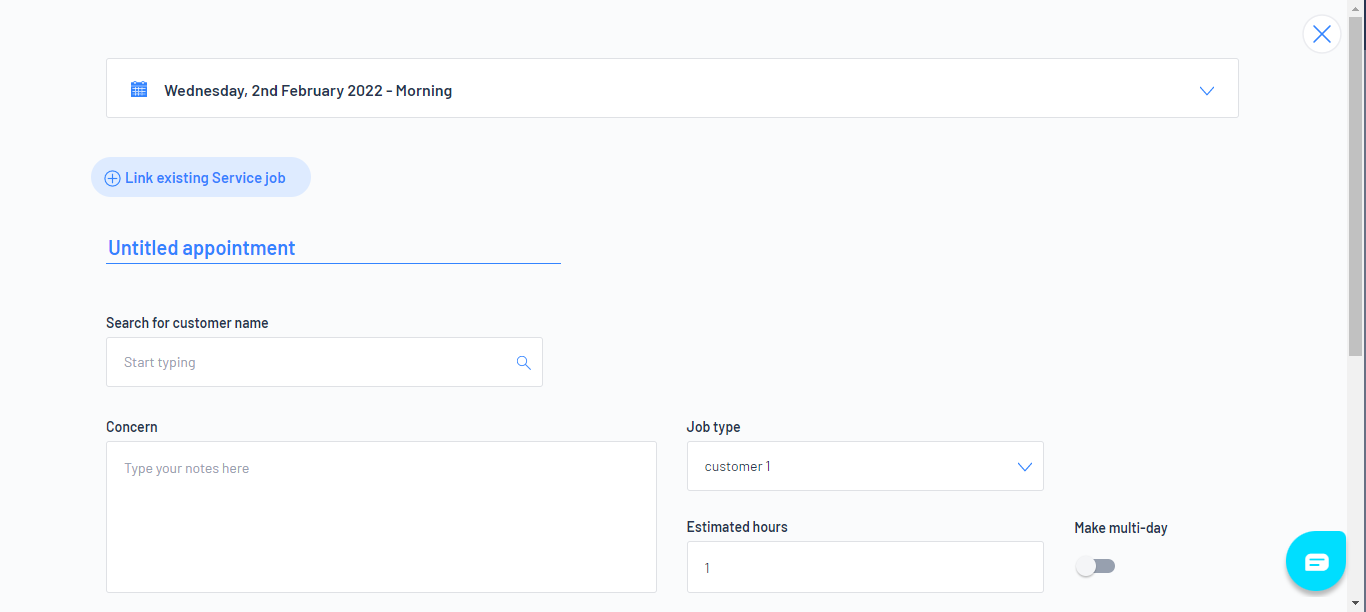 Wednesday, 2nd February 2022 - Morning
Link existing Service job
Untitled appointment
Search for customer name
Start typing
Concern
Type your notes here
Job type
customer 1
Estimated hours
1
Make multi-day